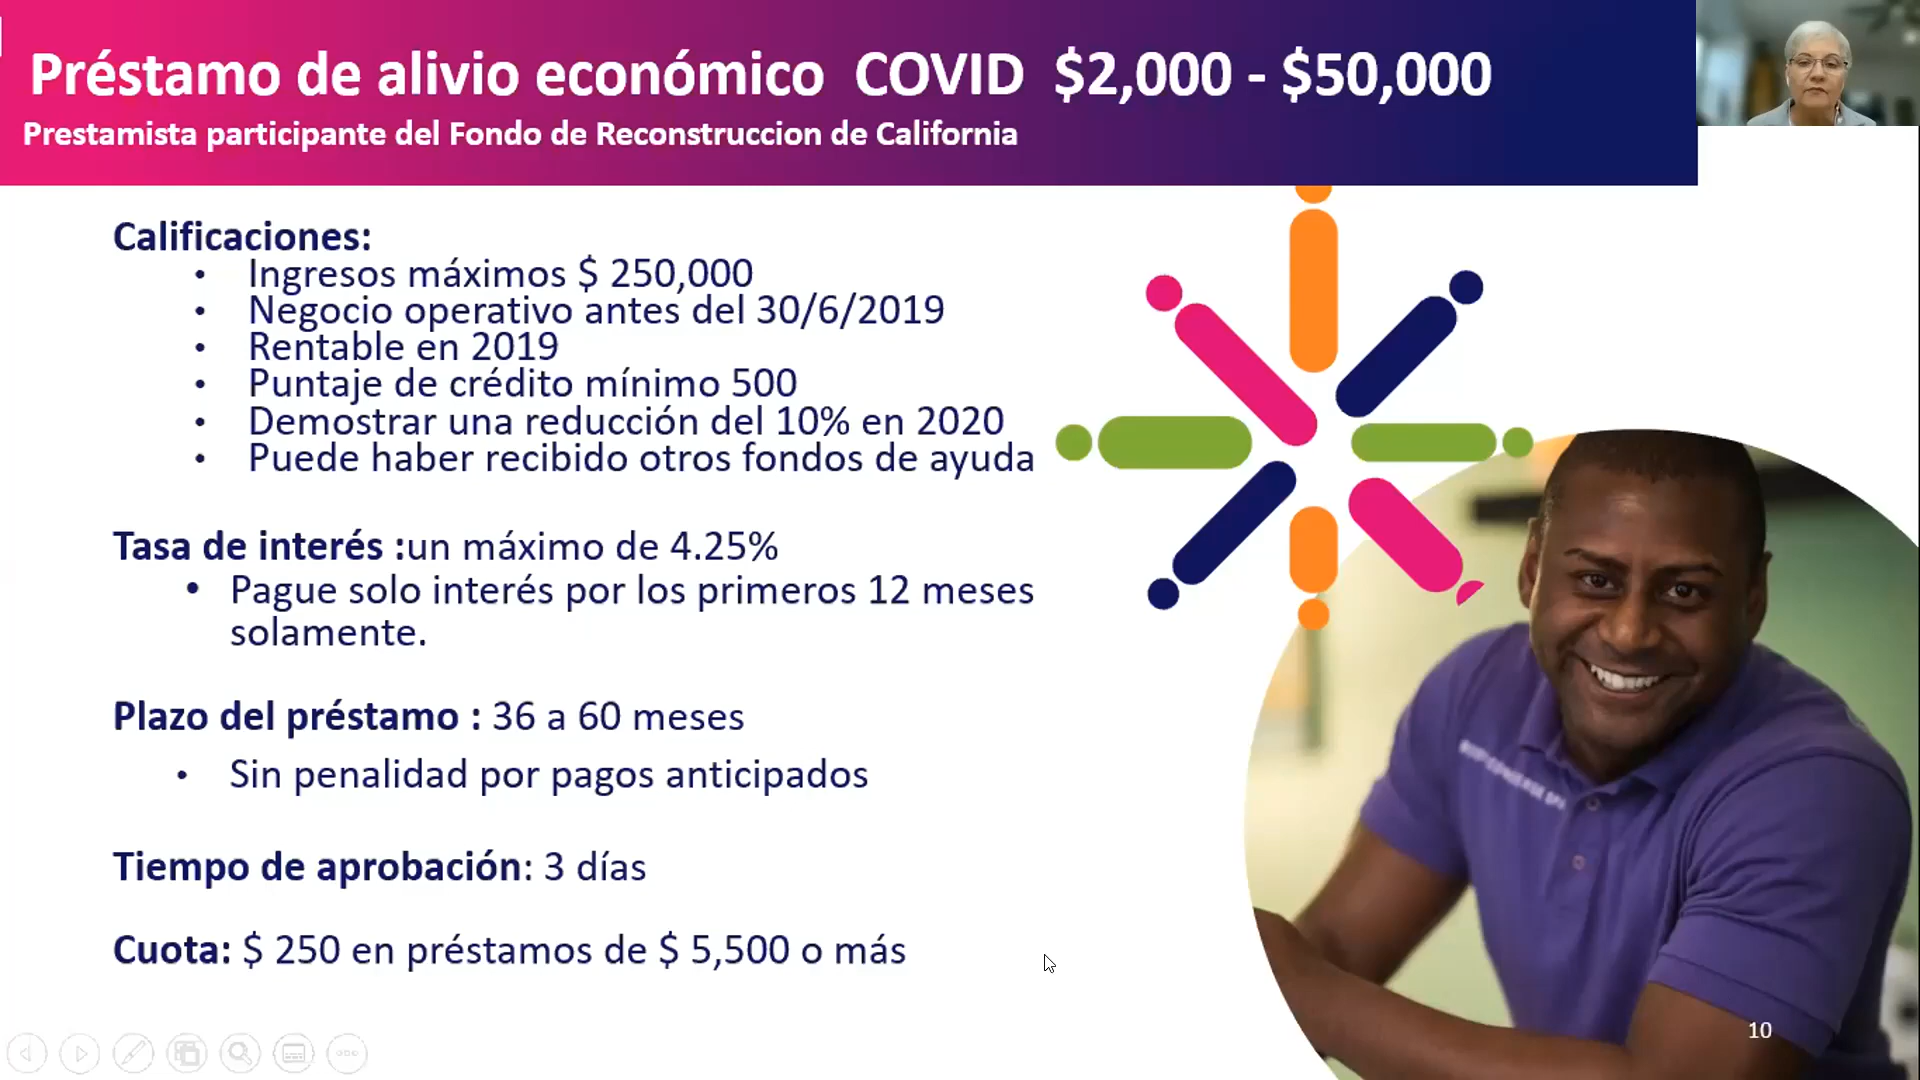 Préstamo de alivio económico COVID $2,000 - $50,000
Prestamista participante del Fondo de Reconstruccion de California
Calificaciones:
• Ingresos máximos $ 250,000
• Negocio operativo antes del 30/6/2019
• Rentable en 2019
• Puntaje de crédito mínimo 500
• Demostrar una reducción del 10% en 2020
• Puede haber recibido otros fondos de ayuda
Tasa de interés :un máximo de 4.25%
• Pague solo interés por los primeros 12 meses
solamente.
Plazo del préstamo : 36 a 60 meses
• Sin penalidad por pagos anticipados
Tiempo de aprobación: 3 días
Cuota: $ 250 en préstamos de $ 5,500 o más
10